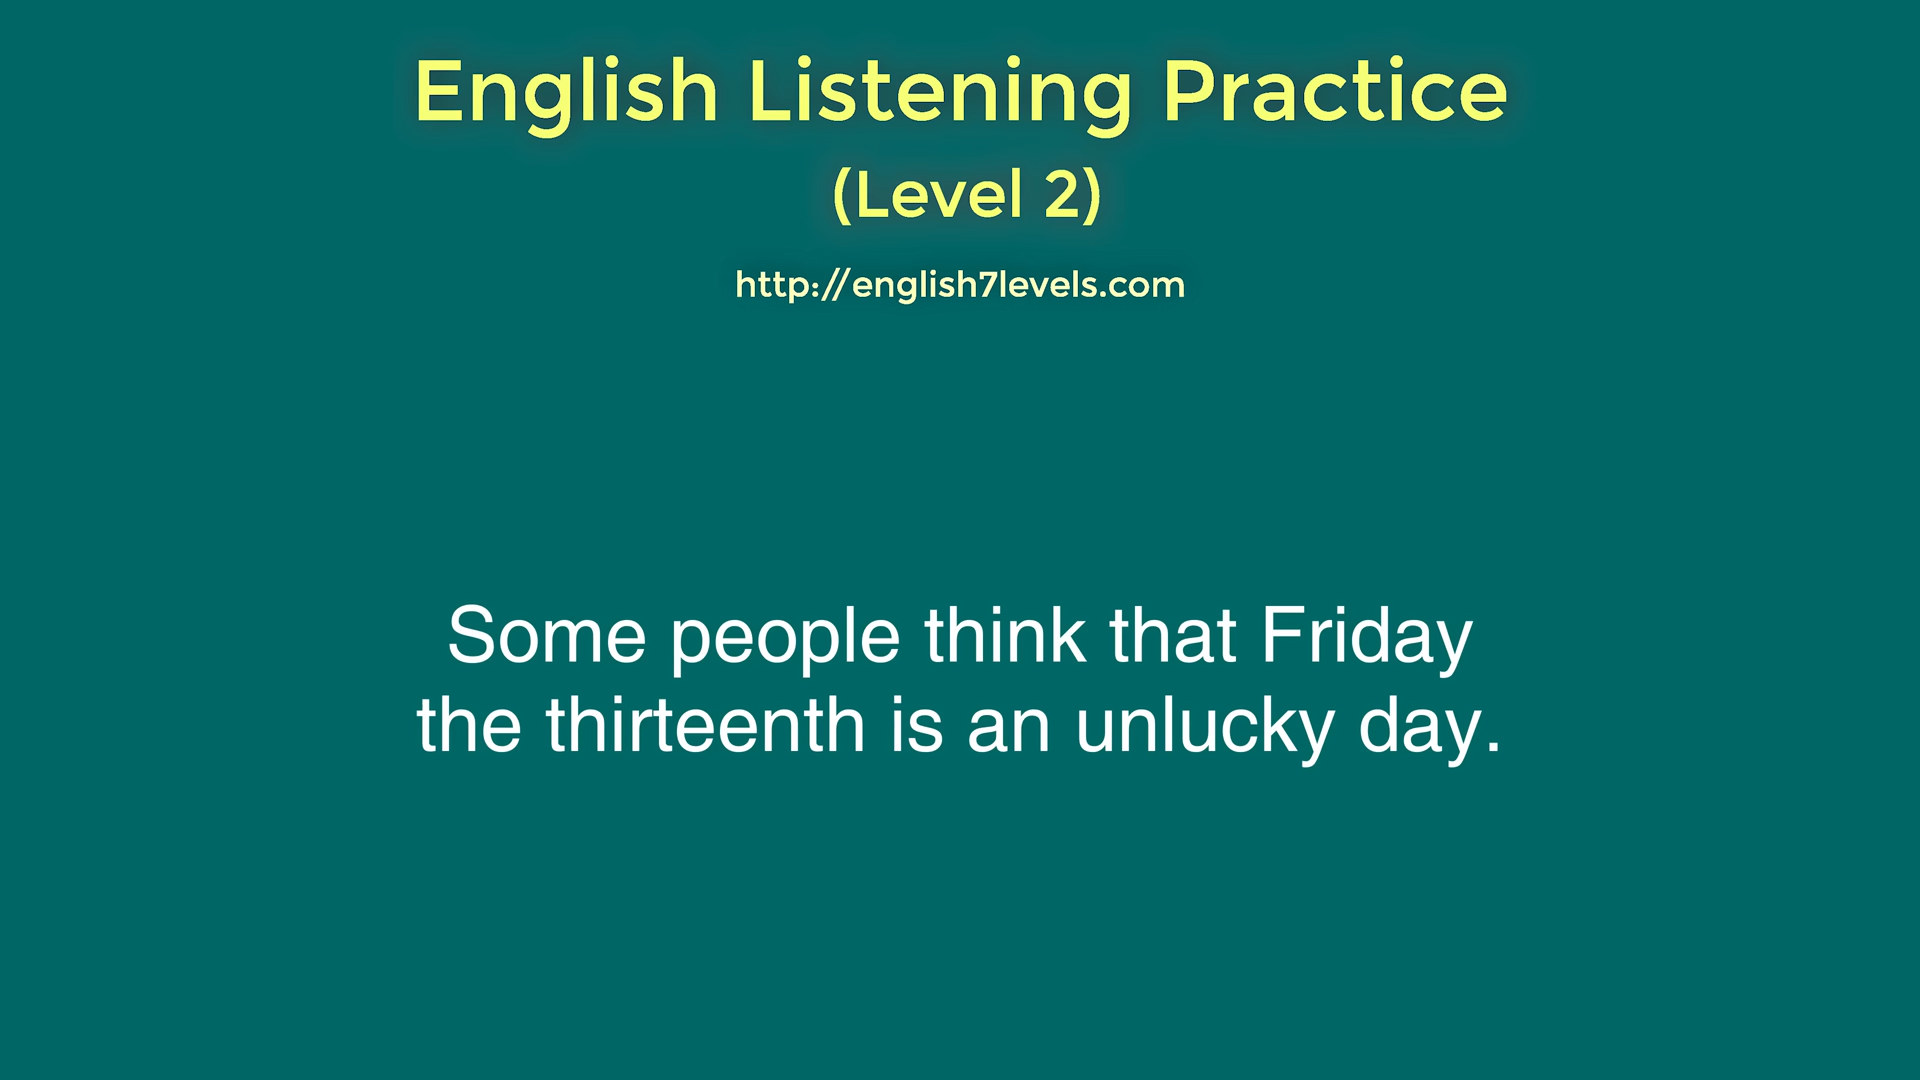 English Listening Practice
(Level 2)
http://english7levels.com
Some people think that Friday
the thirteenth is an unlucky day.